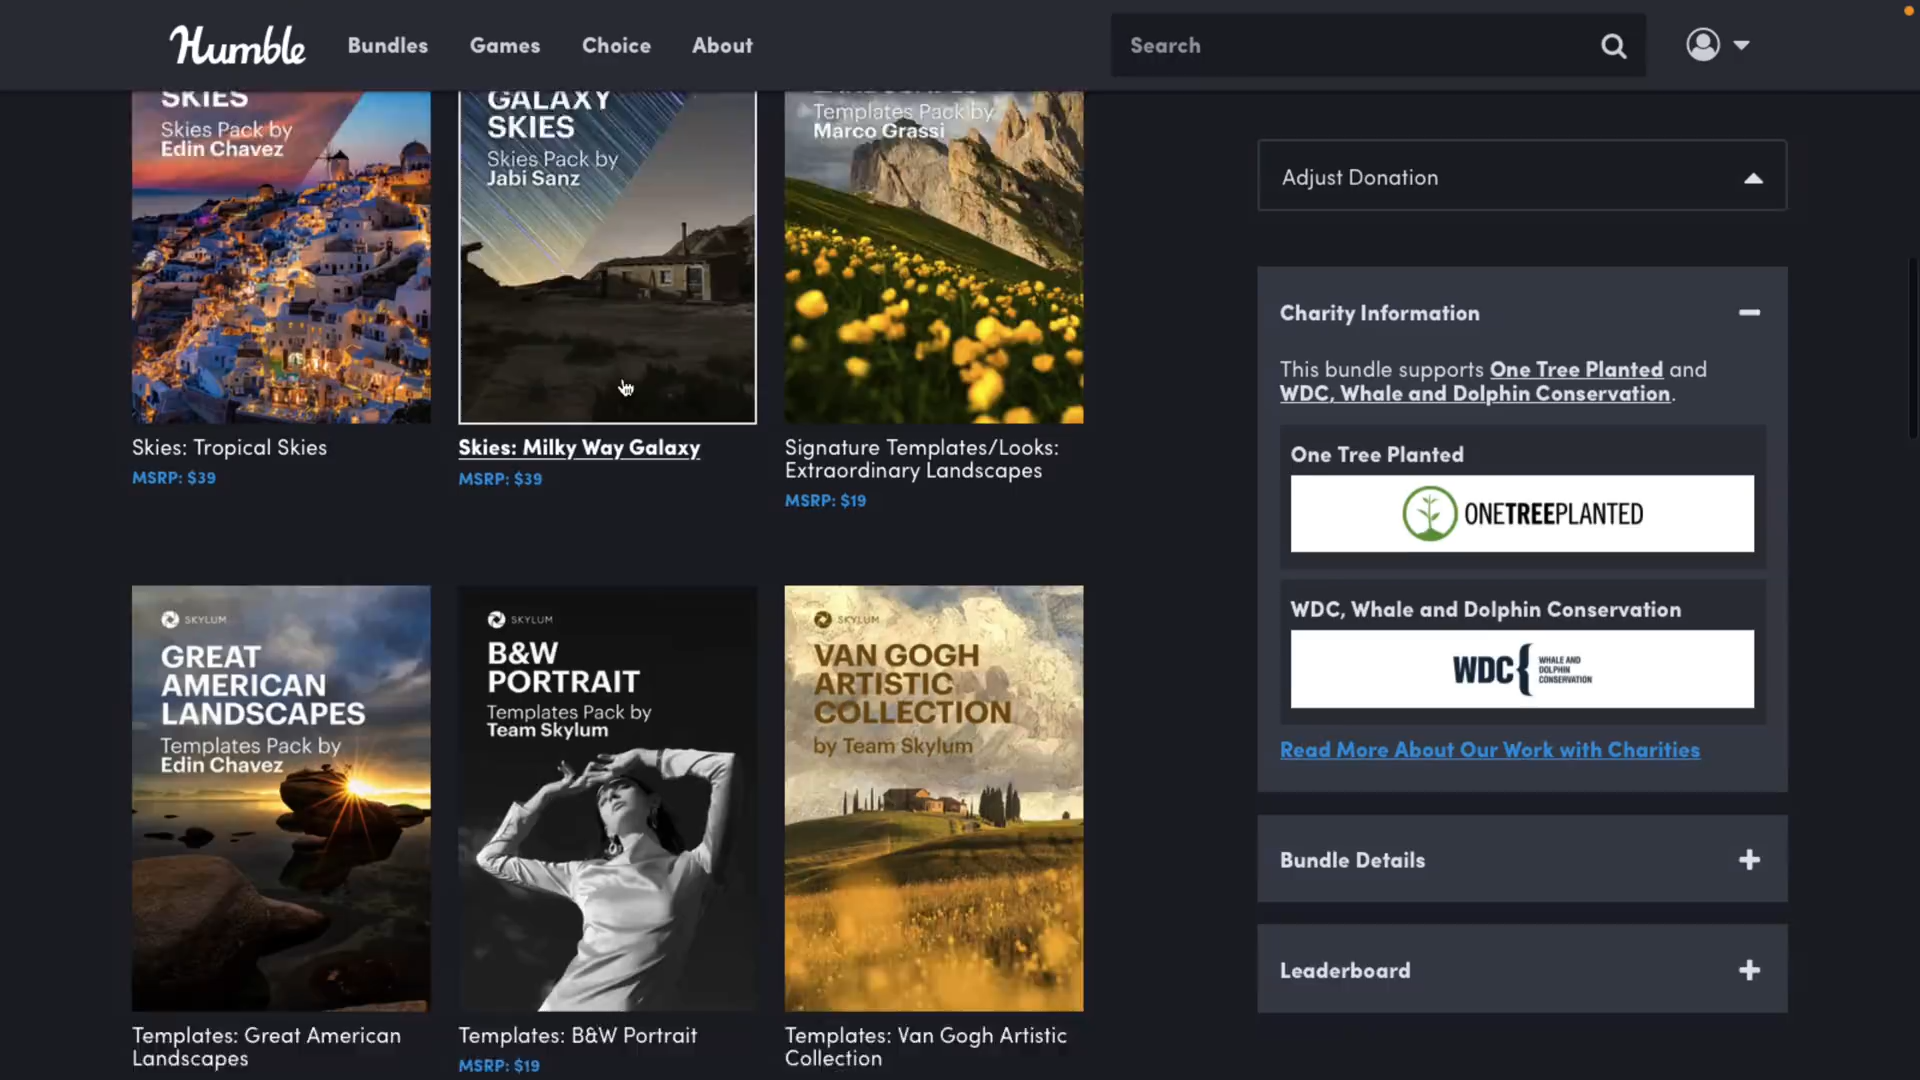 Humble
Bundles
Games
Choice
About
Search
SKIES
Skies Pack by
Edin Chavez
GALAXY
SKIES
Skies Pack by
Jabi Sanz
LANDSCAPES
Templates Pack by
Marco Grassi
Skies: Tropical Skies
MSRP: $39
Skies: Milky Way Galaxy
MSRP: $39
Signature Templates/Looks:
Extraordinary Landscapes
MSRP: $19
SKYLUM
GREAT
AMERICAN
LANDSCAPES
Templates Pack by
Edin Chavez
SKYLUM
B&W
PORTRAIT
Templates Pack by
Team Skylum
SKYLUM
VAN GOGH
ARTISTIC
COLLECTION
by Team Skylum
Templates: Great American
Landscapes
Templates: B&W Portrait
MSRP: $19
Templates: Van Gogh Artistic
Collection
Adjust Donation
Charity Information
This bundle supports One Tree Planted and
WDC, Whale and Dolphin Conservation.
One Tree Planted
ONETREEPLANTED
WDC, Whale and Dolphin Conservation
WDC
WHALE AND
DOLPHIN
CONSERVATION
Read More About Our Work with Charities
Bundle Details
Leaderboard